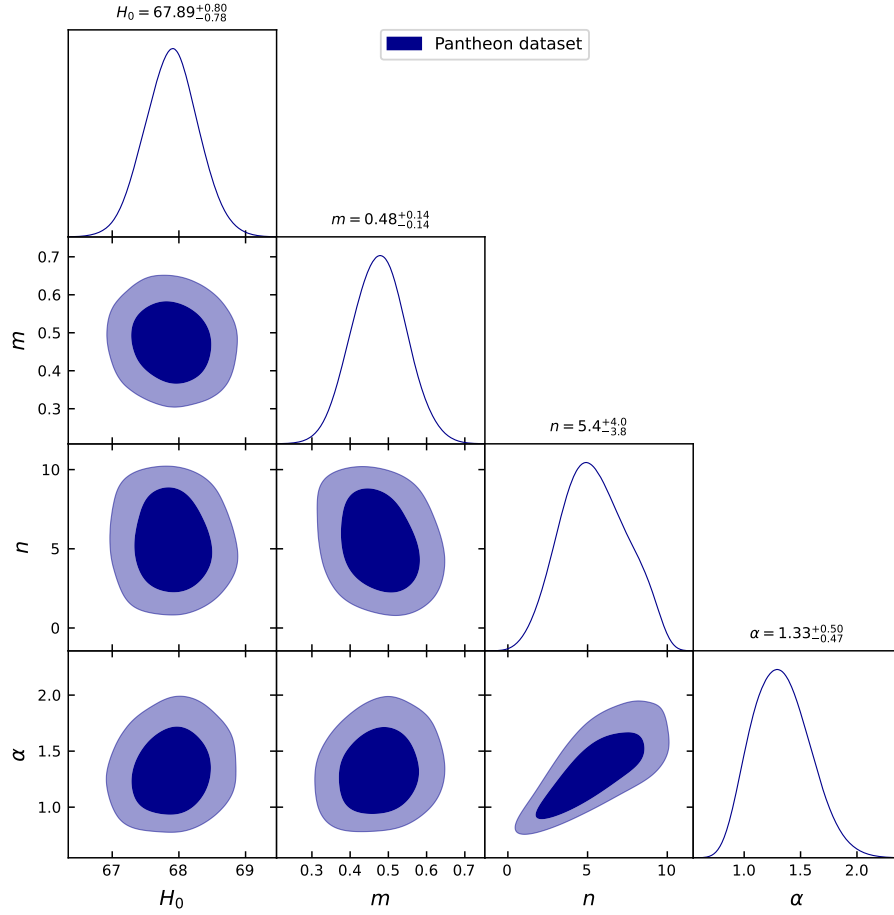 H₀ = 67.89⁺⁰·⁸⁰₋₀.₇₈
Pantheon dataset
m = 0.48⁺⁰·¹⁴₋₀.₁₄
0.7
0.6
0.5
0.4
0.3
m
n = 5.4⁺⁴·⁰₋₃.₈
10
5
0
n
α = 1.33⁺⁰·⁵⁰₋₀.₄₇
2.0
1.5
1.0
α
67 68 69 0.3 0.4 0.5 0.6 0.7 0 5 10 1.0 1.5 2.0
H₀ m n α